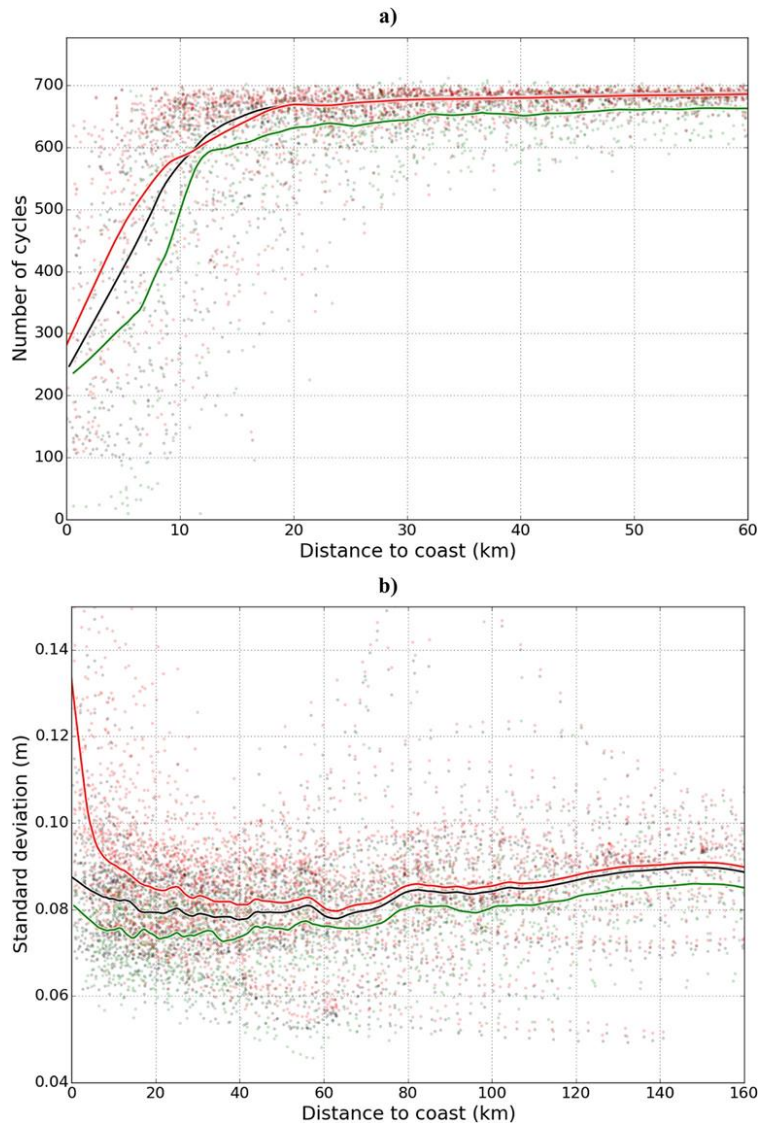 a)
700
600
500
400
300
200
100
0
Number of cycles
0 10 20 30 40 50 60
Distance to coast (km)
b)
0.14
0.12
0.10
0.08
0.06
0.04
Standard deviation (m)
0 20 40 60 80 100 120 140 160
Distance to coast (km)